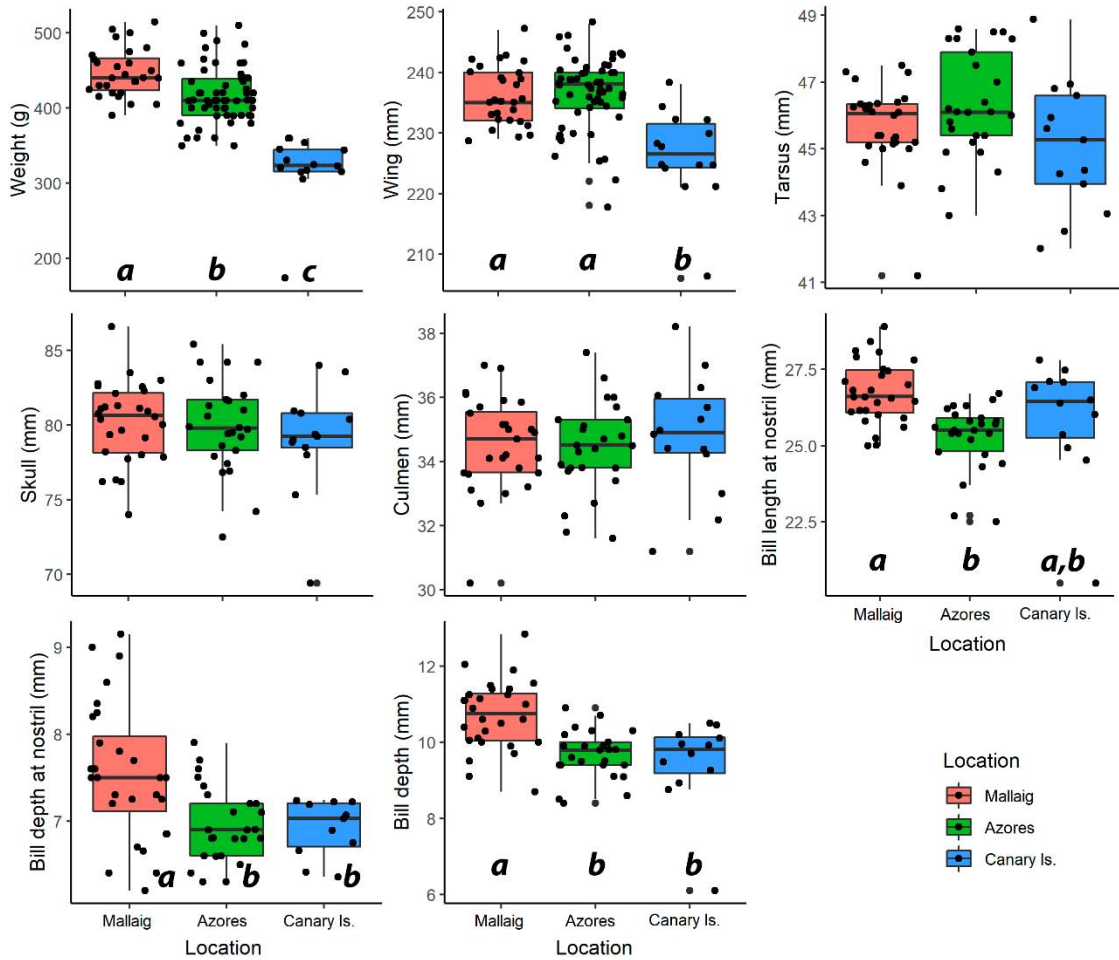 Weight (g)
500
400
300
200
a b c
Wing (mm)
240
230
220
210
a a b
Tarsus (mm)
49
47
45
43
41
Skull (mm)
85
80
75
70
Culmen (mm)
38
36
34
32
30
Bill length at nostril (mm)
27.5
25.0
22.5
a b a,b
Mallaig Azores Canary Is.
Location
Bill depth at nostril (mm)
9
8
7
a b b
Mallaig Azores Canary Is.
Location
Bill depth (mm)
12
10
8
6
a b b
Mallaig Azores Canary Is.
Location
Location
Mallaig
Azores
Canary Is.